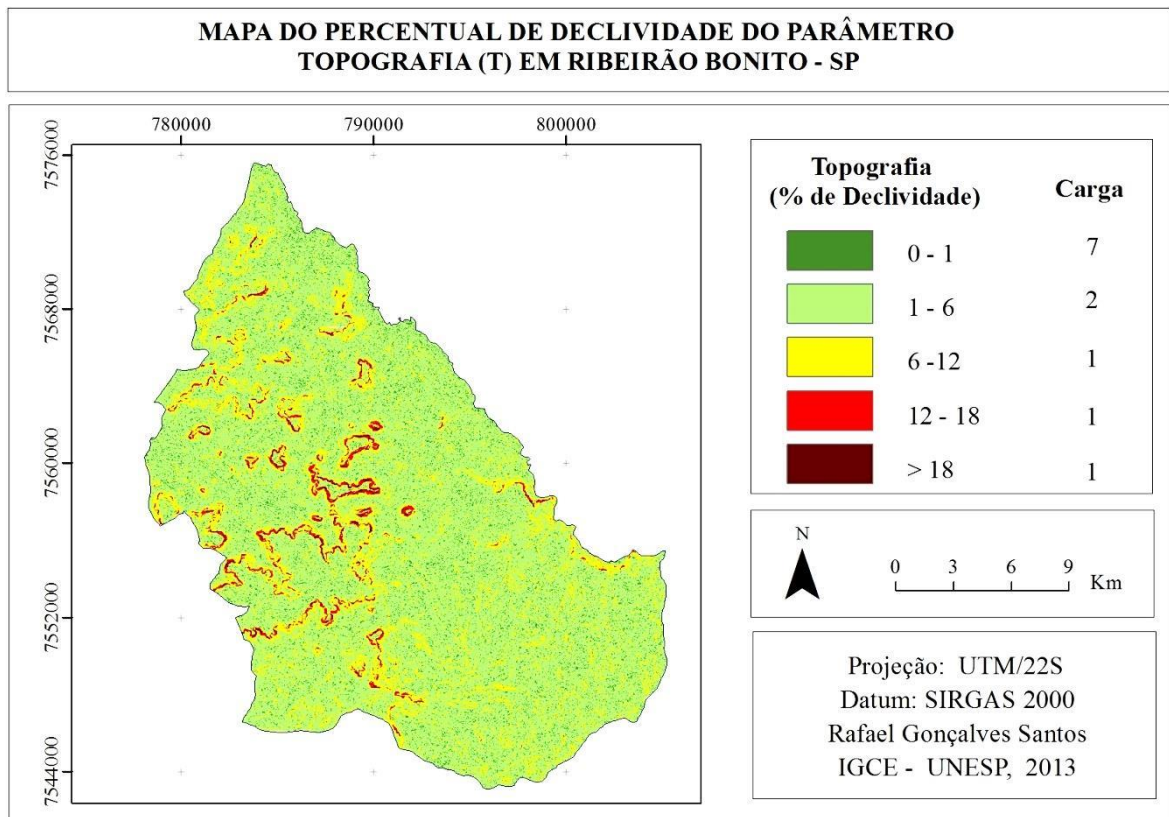 MAPA DO PERCENTUAL DE DECLIVIDADE DO PARÂMETRO
TOPOGRAFIA (T) EM RIBEIRÃO BONITO - SP
780000 790000 800000
7576000
7568000
7560000
7552000
7544000
Topografia
(% de Declividade) Carga
0 - 1 7
1 - 6 2
6 -12 1
12 - 18 1
> 18 1
N
0 3 6 9 Km
Projeção: UTM/22S
Datum: SIRGAS 2000
Rafael Gonçalves Santos
IGCE - UNESP, 2013